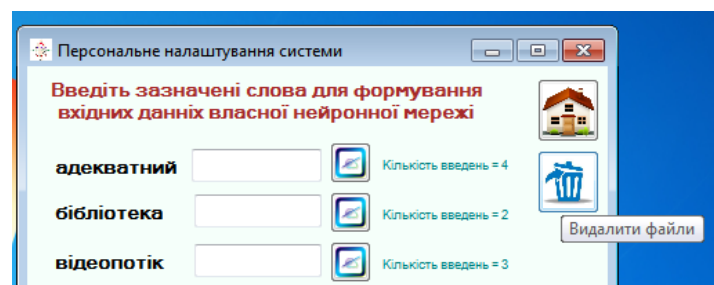 Персональне налаштування системи
Введіть зазначені слова для формування
вхідних данніх власної нейронної мережі
адекватний Кількість введень = 4
бібліотека Кількість введень = 2
Видалити файли
відеопотік Кількість введень = 3